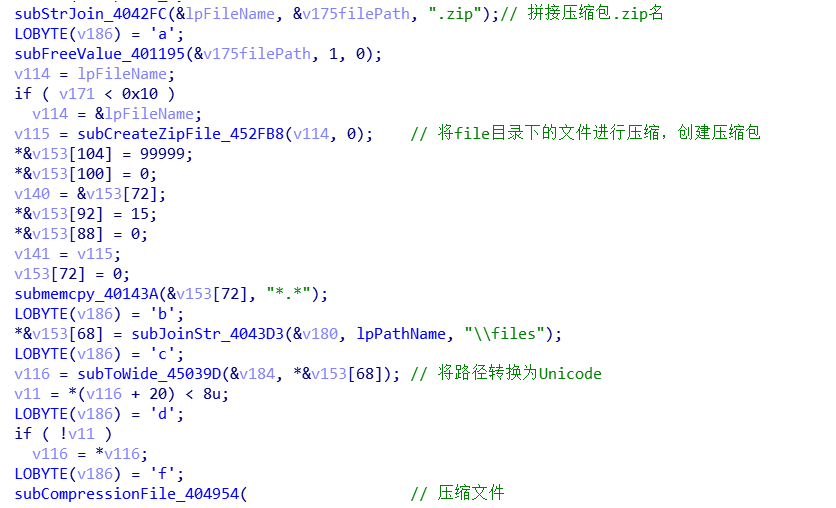 subStrJoin_4042FC(&lpFileName, &v175filePath, ".zip");// 拼接压缩包.zip名
LOBYTE(v186) = 'a';
subFreeValue_401195(&v175filePath, 1, 0);
v114 = lpFileName;
if ( v171 < 0x10 )
v114 = &lpFileName;
v115 = subCreateZipFile_452FB8(v114, 0); // 将file目录下的文件进行压缩，创建压缩包
*&v153[104] = 99999;
*&v153[100] = 0;
v140 = &v153[72];
*&v153[92] = 15;
*&v153[88] = 0;
v141 = v115;
v153[72] = 0;
submemcpy_40143A(&v153[72], "*.*");
LOBYTE(v186) = 'b';
*&v153[68] = subJoinStr_4043D3(&v180, lpPathName, "\\files");
LOBYTE(v186) = 'c';
v116 = subToWide_45039D(&v184, *&v153[68]); // 将路径转换为Unicode
v11 = *(v116 + 20) < 8u;
LOBYTE(v186) = 'd';
if ( !v11 )
v116 = *v116;
LOBYTE(v186) = 'f';
subCompressionFile_404954( // 压缩文件